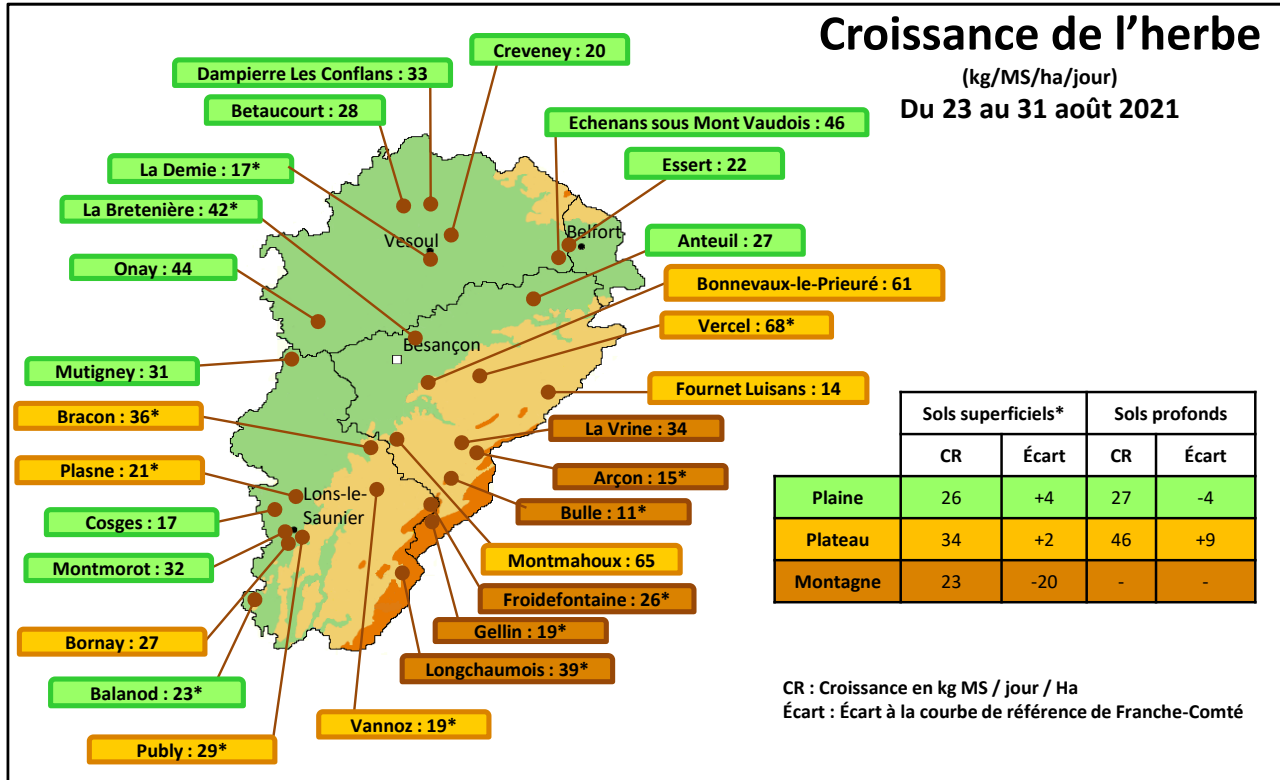 Croissance de l’herbe
(kg/MS/ha/jour)
Du 23 au 31 août 2021
Creveney : 20
Dampierre Les Conflans : 33
Betaucourt : 28
Echenans sous Mont Vaudois : 46
La Demie : 17*
Essert : 22
La Bretenière : 42*
Vesoul
Belfort
Anteuil : 27
Onay : 44
Bonnevaux-le-Prieuré : 61
Vercel : 68*
Besançon
Mutigney : 31
Fournet Luisans : 14
Bracon : 36*
La Vrine : 34
Arçon : 15*
Plasne : 21*
Lons-le-
Saunier
Bulle : 11*
Cosges : 17
Montmahoux : 65
Montmorot : 32
Froidefontaine : 26*
Gellin : 19*
Bornay : 27
Longchaumois : 39*
Balanod : 23*
Vannoz : 19*
Publy : 29*
Sols superficiels* Sols profonds
CR Écart CR Écart
Plaine 26 +4 27 -4
Plateau 34 +2 46 +9
Montagne 23 -20 - -
CR : Croissance en kg MS / jour / Ha
Écart : Écart à la courbe de référence de Franche-Comté